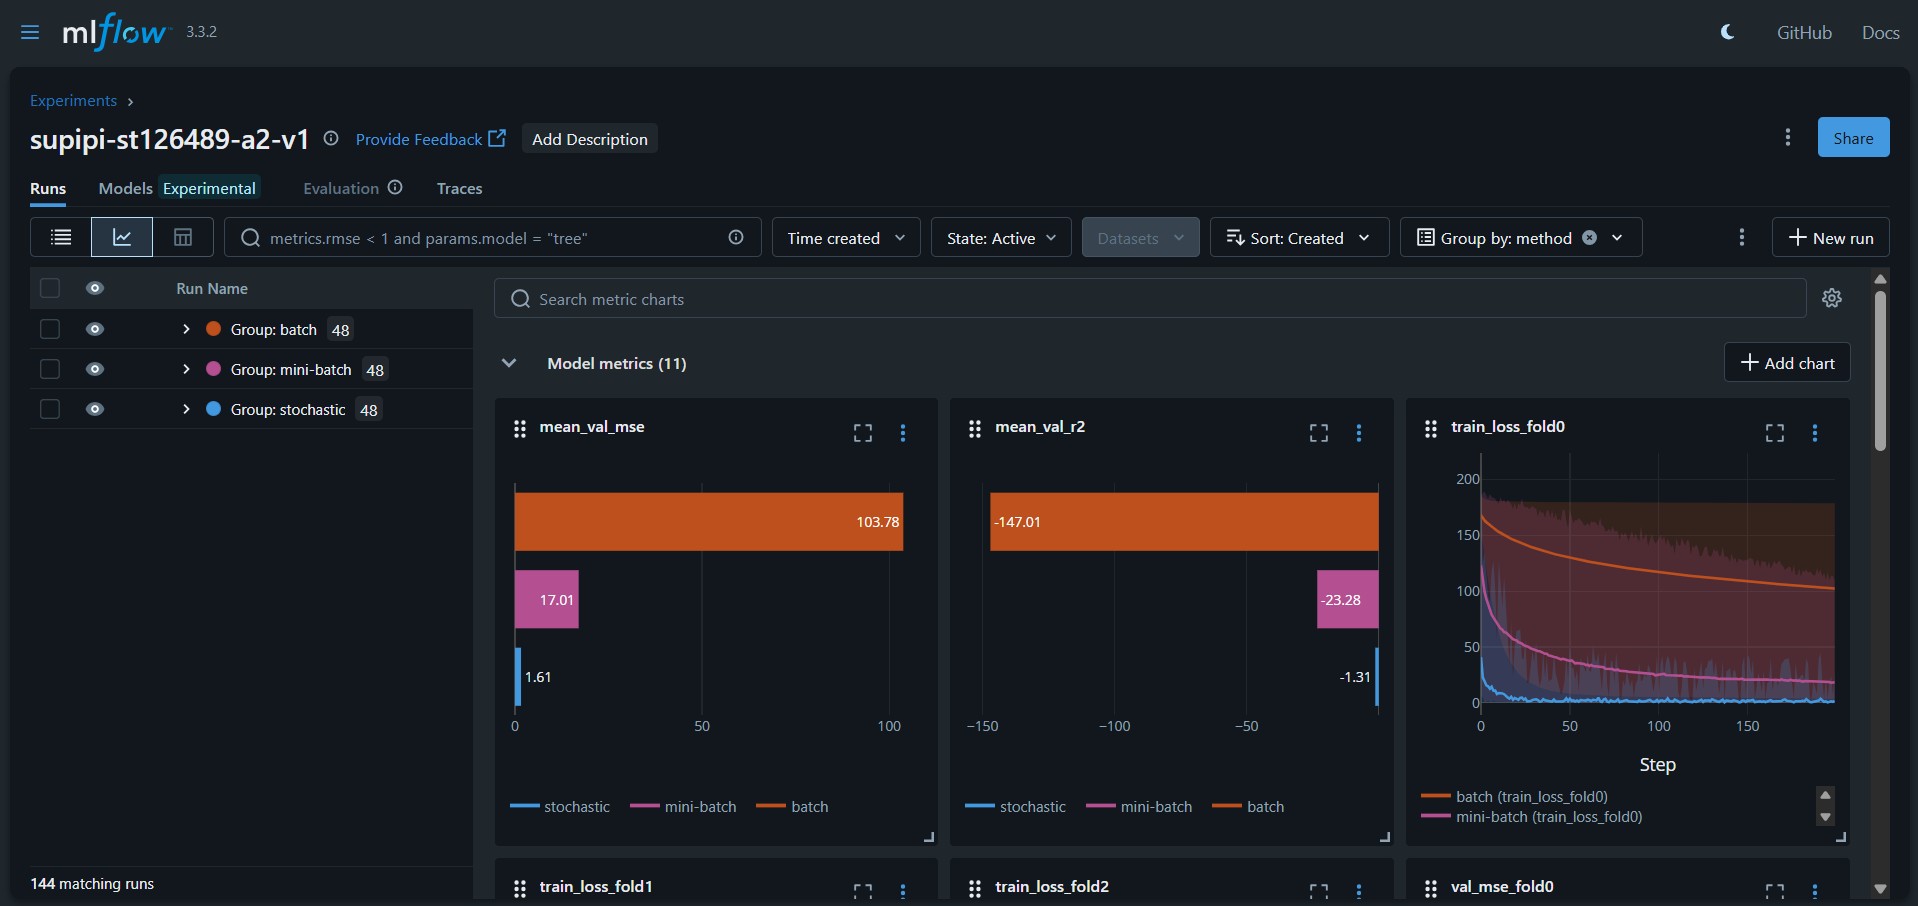 mlflow 3.3.2 GitHub Docs
Experiments
supipi-st126489-a2-v1 Provide Feedback Add Description Share
Runs Models Experimental Evaluation Traces
metrics.rmse < 1 and params.model = "tree" Time created State: Active Datasets Sort: Created Group by: method New run
Run Name
Group: batch 48
Group: mini-batch 48
Group: stochastic 48
144 matching runs
Search metric charts
Model metrics (11) Add chart
mean_val_mse
103.78
17.01
1.61
0 50 100
stochastic mini-batch batch
mean_val_r2
-147.01
-23.28
-1.31
−150 −100 −50
stochastic mini-batch batch
train_loss_fold0
200
150
100
50
0
0 50 100 150
Step
batch (train_loss_fold0)
mini-batch (train_loss_fold0)
train_loss_fold1
train_loss_fold2
val_mse_fold0